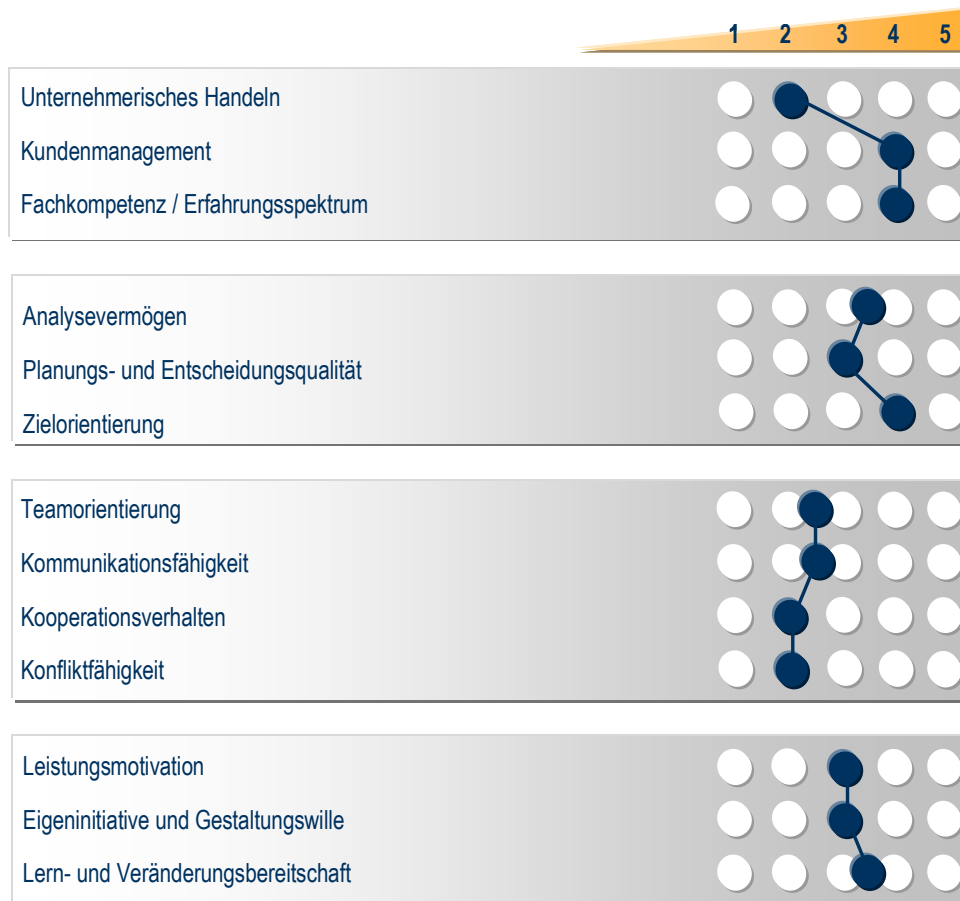 1 2 3 4 5
Unternehmerisches Handeln
Kundenmanagement
Fachkompetenz / Erfahrungsspektrum
Analysevermögen
Planungs- und Entscheidungsqualität
Zielorientierung
Teamorientierung
Kommunikationsfähigkeit
Kooperationsverhalten
Konfliktfähigkeit
Leistungsmotivation
Eigeninitiative und Gestaltungswille
Lern- und Veränderungsbereitschaft